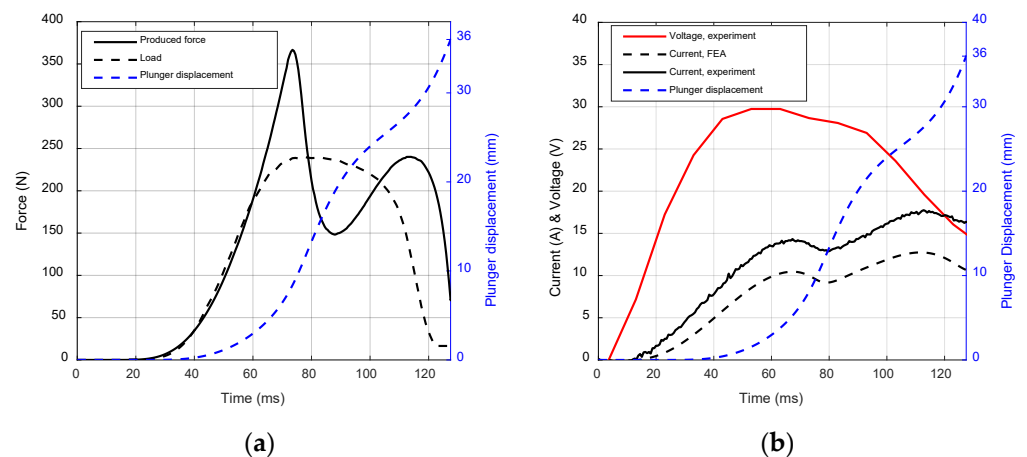 400
350
300
250
200
150
100
50
0
Force (N)
Produced force
Load
Plunger displacement
36
30
20
10
0
Plunger displacement (mm)
0
20
40
60
80
100
120
Time (ms)
(a)
40
35
30
25
20
15
10
5
0
Current (A) & Voltage (V)
Voltage, experiment
Current, FEA
Current, experiment
Plunger displacement
40
30
20
10
0
Plunger Displacement (mm)
0
20
40
60
80
100
120
Time (ms)
(b)